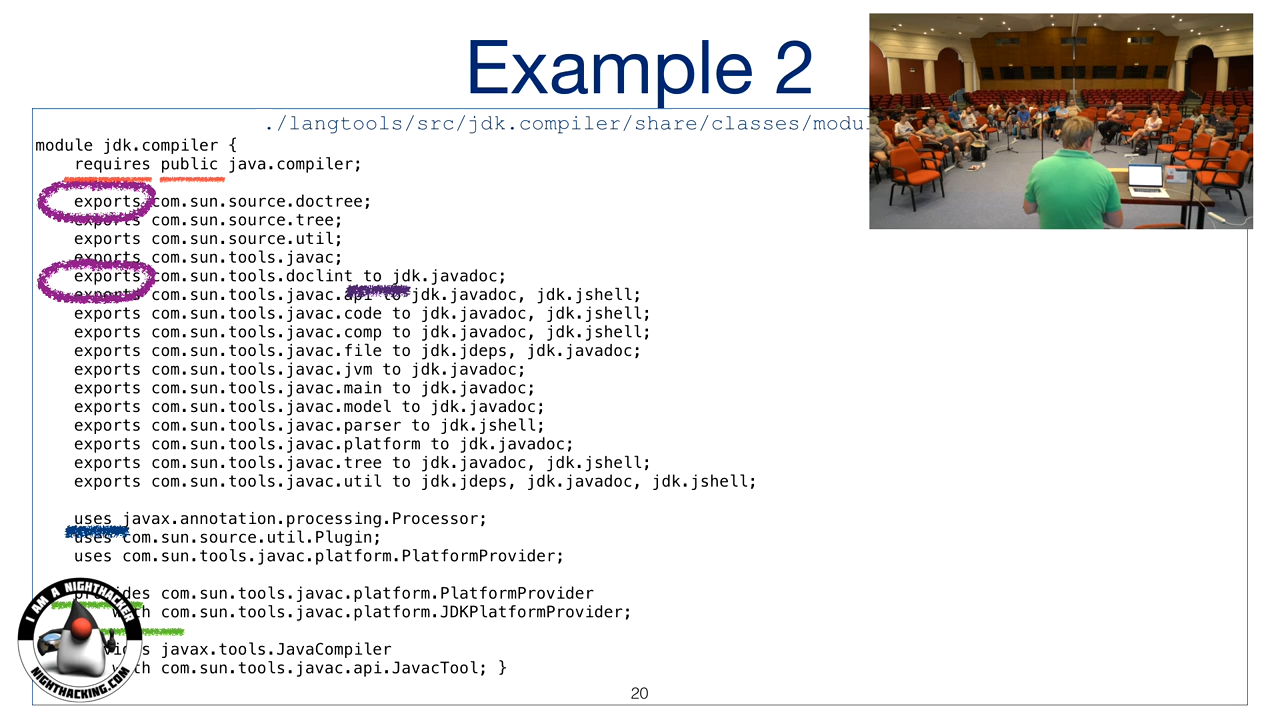 Example 2
./langtools/src/jdk.compiler/share/classes/modul
module jdk.compiler {
requires public java.compiler;
exports com.sun.source.doctree;
exports com.sun.source.tree;
exports com.sun.source.util;
exports com.sun.tools.javac;
exports com.sun.tools.doclint to jdk.javadoc;
exports com.sun.tools.javac.api to jdk.javadoc, jdk.jshell;
exports com.sun.tools.javac.code to jdk.javadoc, jdk.jshell;
exports com.sun.tools.javac.comp to jdk.javadoc, jdk.jshell;
exports com.sun.tools.javac.file to jdk.jdeps, jdk.javadoc;
exports com.sun.tools.javac.jvm to jdk.javadoc;
exports com.sun.tools.javac.main to jdk.javadoc;
exports com.sun.tools.javac.model to jdk.javadoc;
exports com.sun.tools.javac.parser to jdk.jshell;
exports com.sun.tools.javac.platform to jdk.javadoc;
exports com.sun.tools.javac.tree to jdk.javadoc, jdk.jshell;
exports com.sun.tools.javac.util to jdk.jdeps, jdk.javadoc, jdk.jshell;
uses javax.annotation.processing.Processor;
uses com.sun.source.util.Plugin;
uses com.sun.tools.javac.platform.PlatformProvider;
provides com.sun.tools.javac.platform.PlatformProvider
with com.sun.tools.javac.platform.JDKPlatformProvider;
javax.tools.JavaCompiler
com.sun.tools.javac.api.JavacTool; }
I AM A NIGHTHACKER
NIGHTHACKING.COM
20